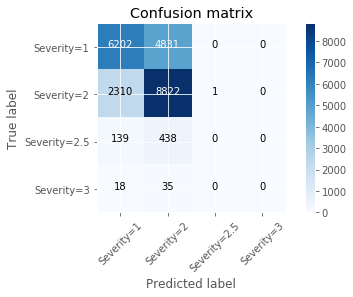 Confusion matrix
Severity=1 6202 4831 0 0
Severity=2 2310 8822 1 0
Severity=2.5 139 438 0 0
Severity=3 18 35 0 0
Severity=1 Severity=2 Severity=2.5 Severity=3
True label
Predicted label
8000
7000
6000
5000
4000
3000
2000
1000
0